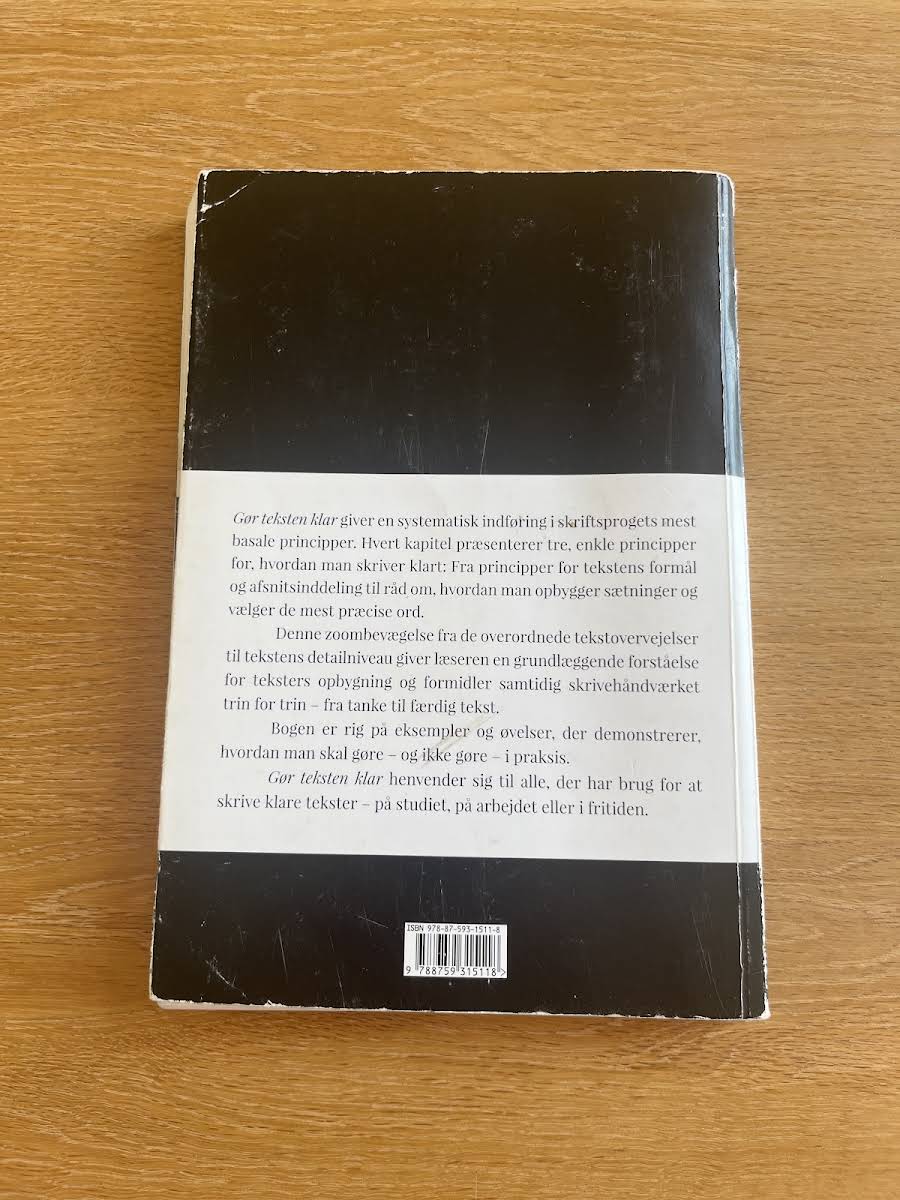 Gør teksten klar giver en systematisk indføring i skriftsprogets mest
basale principper. Hvert kapitel præsenterer tre, enkle principper
for, hvordan man skriver klart: Fra principper for tekstens formål
og afsnitsinddeling til råd om, hvordan man opbygger sætninger og
vælger de mest præcise ord.
Denne zoombevægelse fra de overordnede tekstovervejelser
til tekstens detailniveau giver læseren en grundlæggende forståelse
for teksters opbygning og formidler samtidig skrivehåndværket
trin for trin – fra tanke til færdig tekst.
Bogen er rig på eksempler og øvelser, der demonstrerer,
hvordan man skal gøre – og ikke gøre – i praksis.
Gør teksten klar henvender sig til alle, der har brug for at
skrive klare tekster – på studiet, på arbejdet eller i fritiden.
ISBN 978-87-593-1511-8
9 788759 315118 >